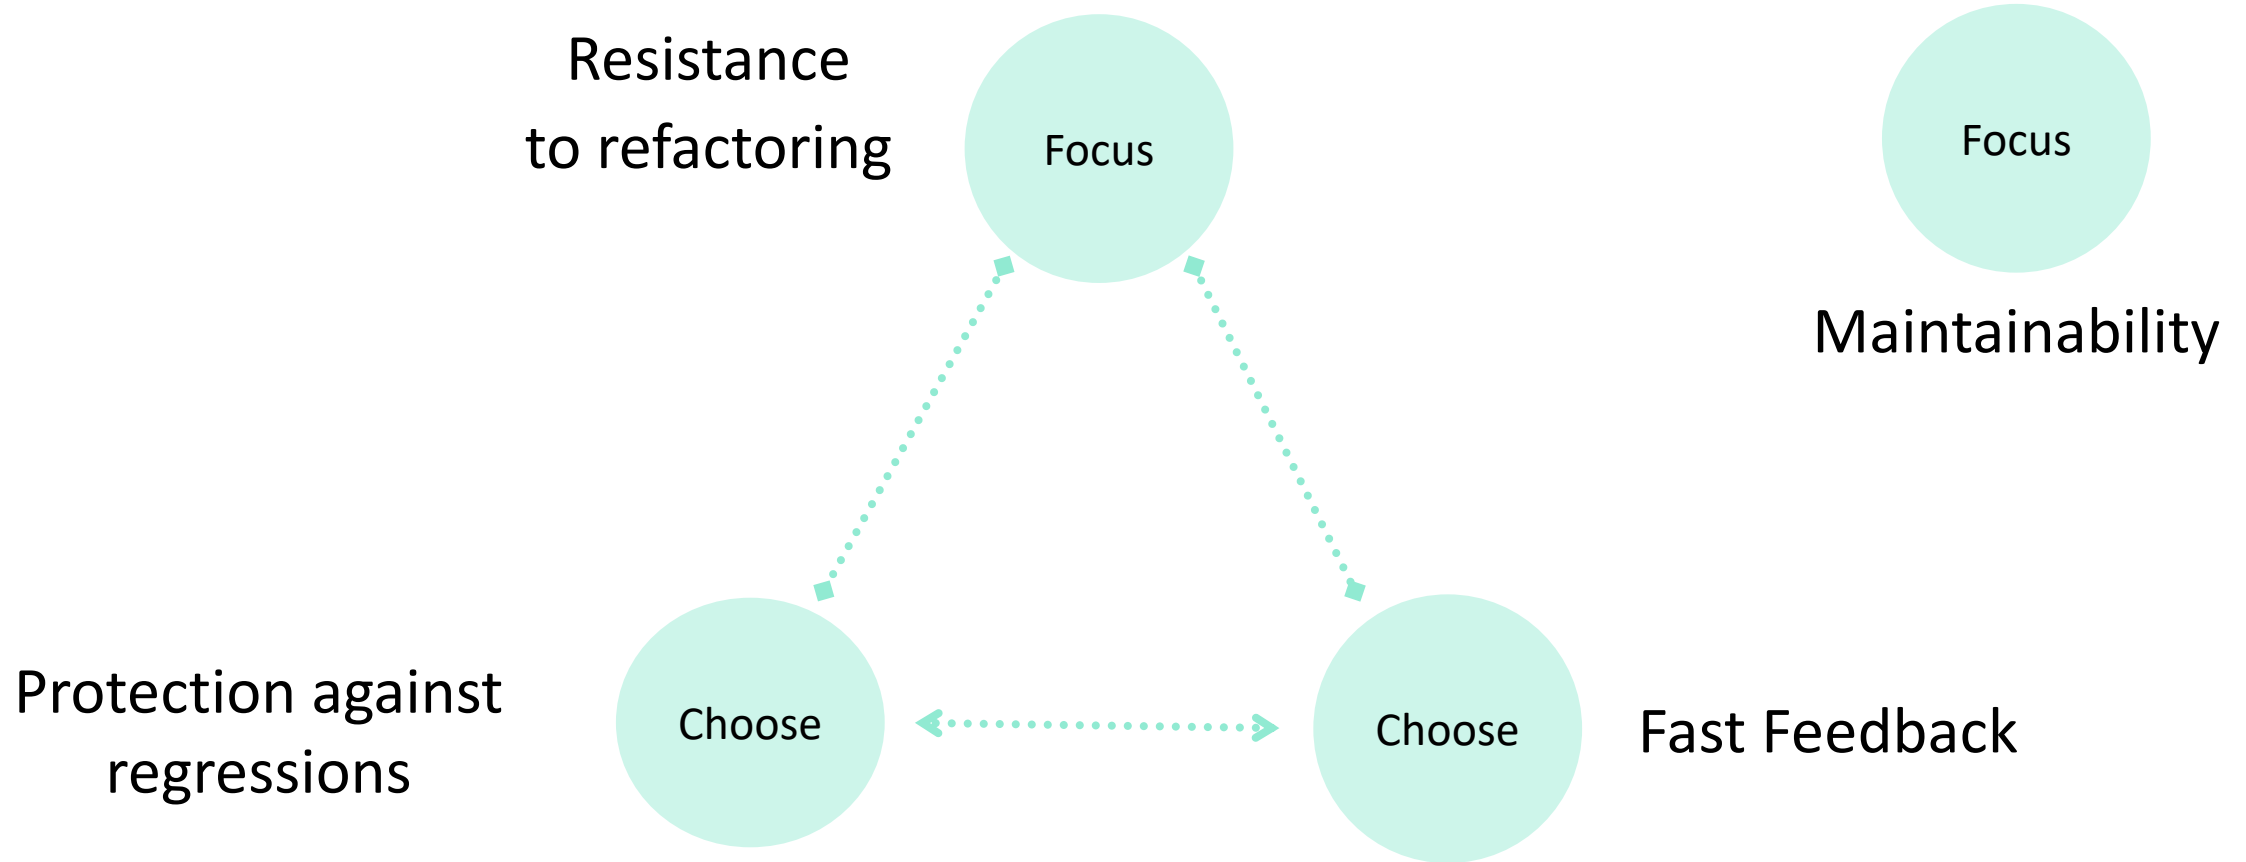 Resistance
to refactoring
Focus
Focus
Maintainability
Protection against
regressions
Choose
Choose
Fast Feedback